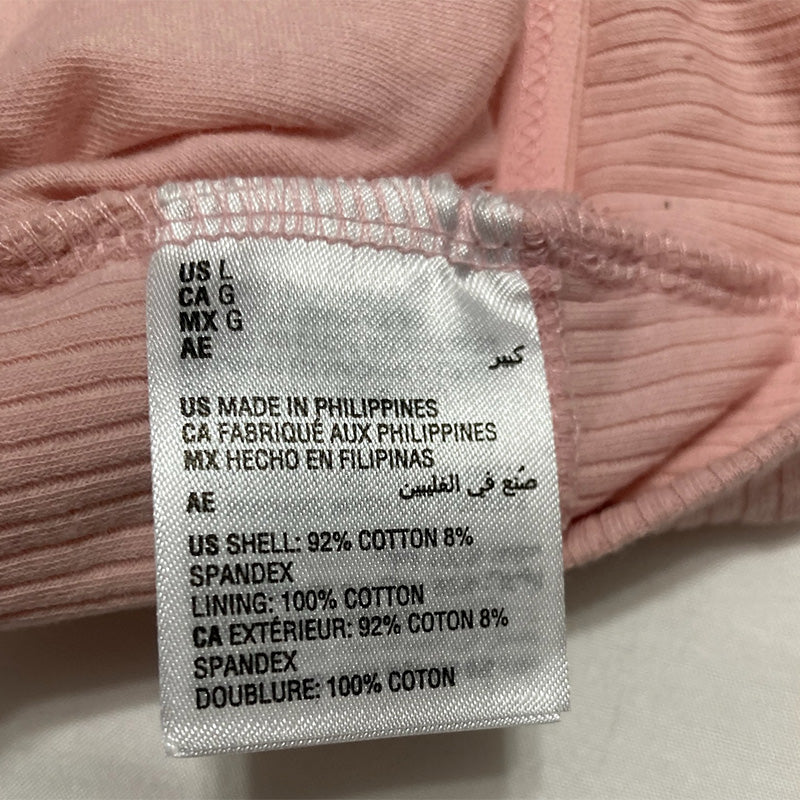 US L
CA G
MX G
AE كبير
US MADE IN PHILIPPINES
CA FABRIQUÉ AUX PHILIPPINES
MX HECHO EN FILIPINAS
AE صُنع في الفلبين
US SHELL: 92% COTTON 8%
SPANDEX
LINING: 100% COTTON
CA EXTÉRIEUR: 92% COTON 8%
SPANDEX
DOUBLURE: 100% COTON